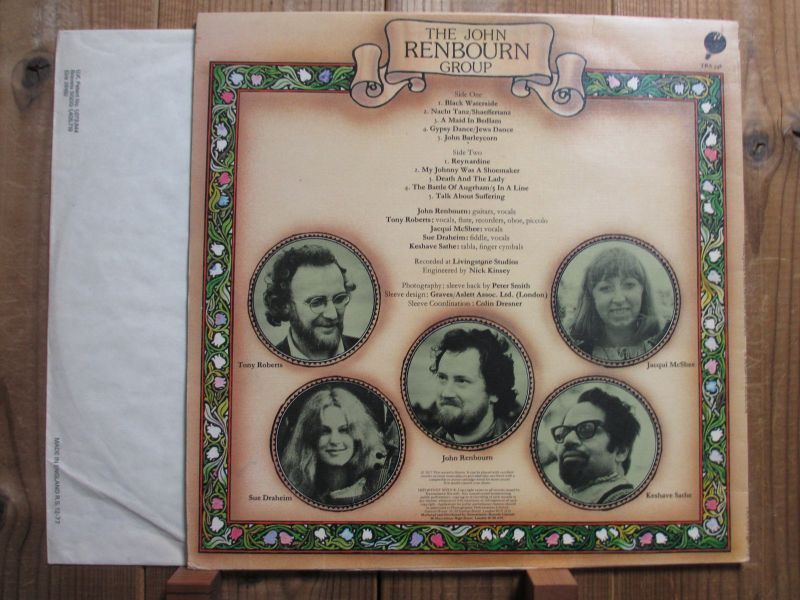 THE JOHN
RENBOURN
GROUP
Side One
1. Black Waterside
2. Nacht Tanz/Shaeffertanz
3. A Maid In Bedlam
4. Gypsy Dance/Jews Dance
5. John Barleycorn
Side Two
1. Reynardine
2. My Johnny Was A Shoemaker
3. Death And The Lady
4. The Battle Of Augrham/5 In A Line
5. Talk About Suffering
John Renbourn: guitars, vocals
Tony Roberts: vocals, flute, recorders, oboe, piccolo
Jacqui McShee: vocals
Sue Draheim: fiddle, vocals
Keshave Sathe: tabla, finger cymbals
Recorded at Livingstone Studios
Engineered by Nick Kinsey
Photography: sleeve back by Peter Smith
Sleeve design: Graves/Aslett Assoc. Ltd. (London)
Sleeve Coordination: Colin Dresner
Tony Roberts
Jacqui McShee
John Renbourn
Sue Draheim
Keshave Sathe
MADE IN ENGLAND